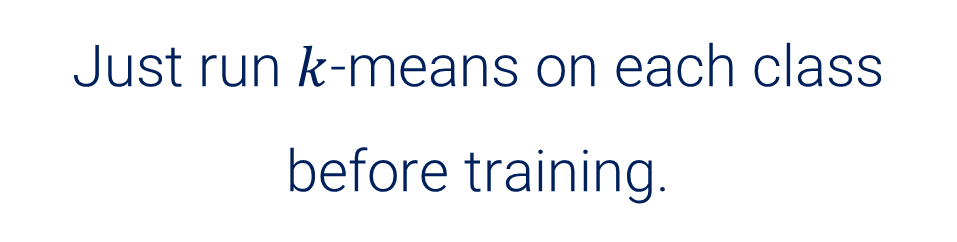 Just run k-means on each class
before training.